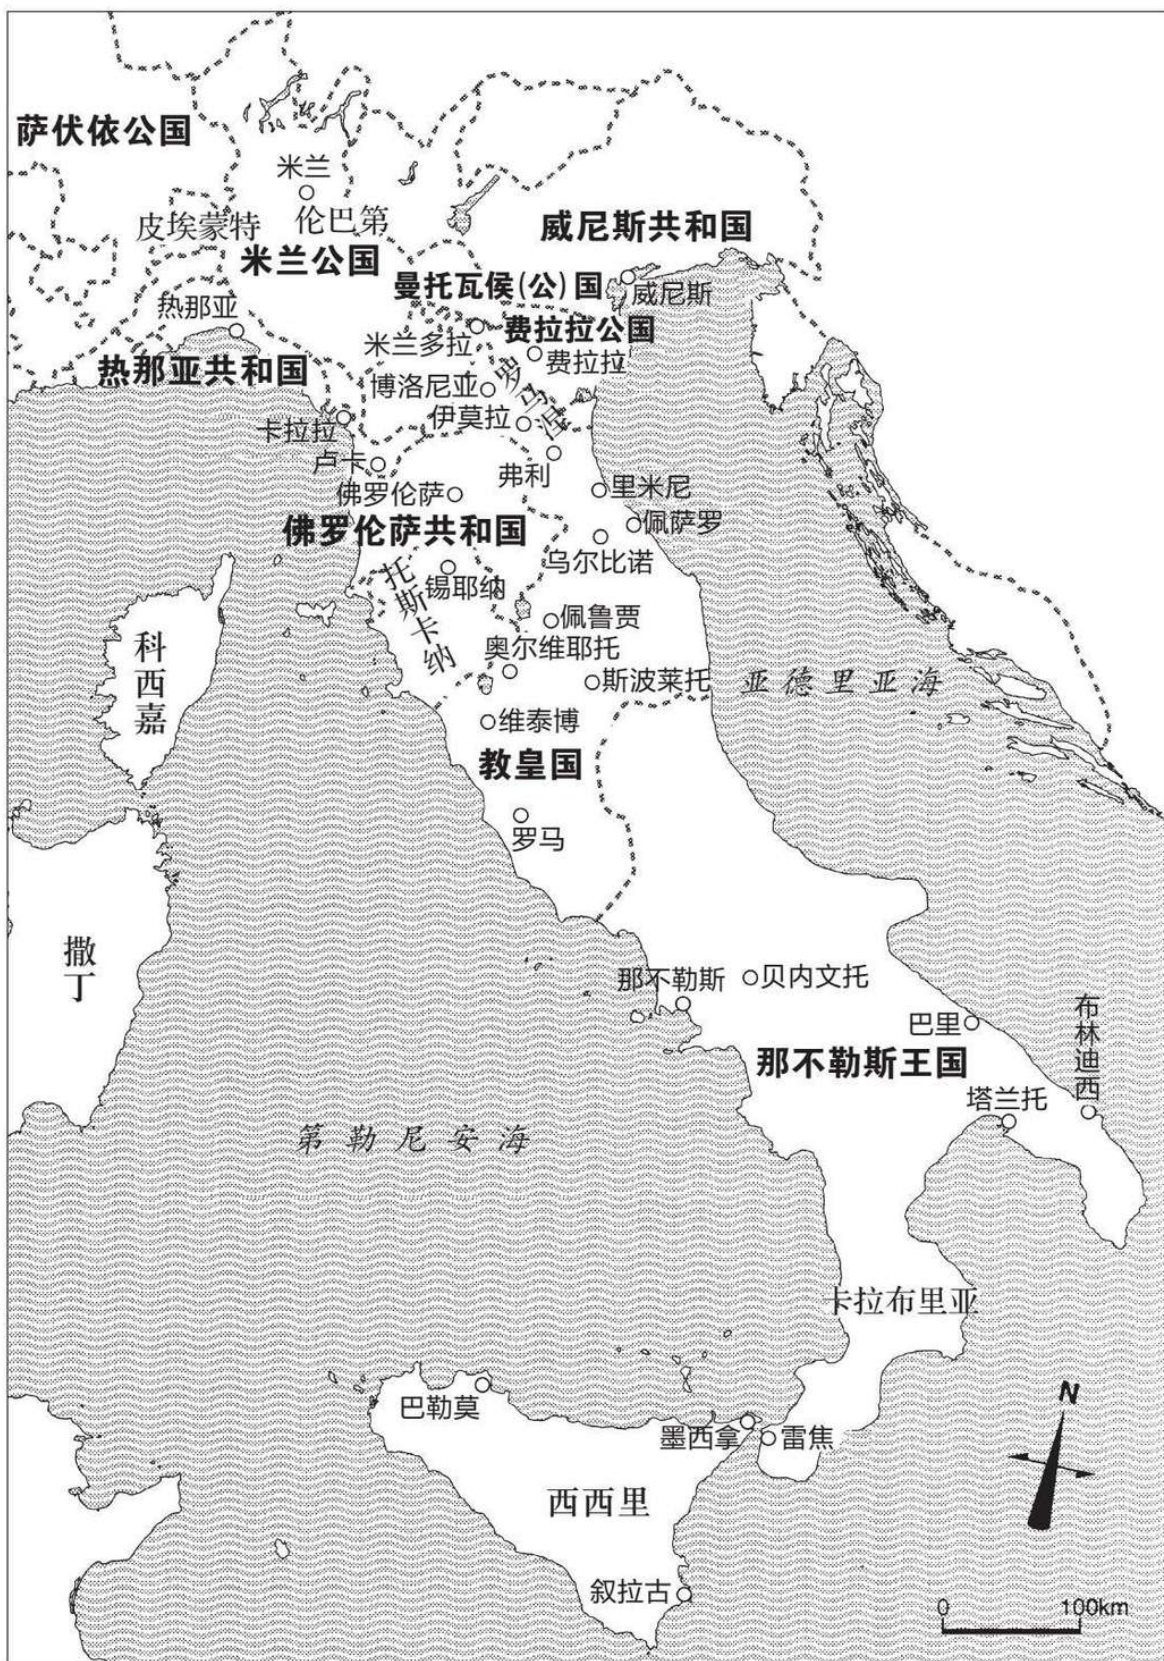 萨伏依公国
米兰
皮埃蒙特
伦巴第
威尼斯共和国
米兰公国
曼托瓦侯(公)国
威尼斯
热那亚
米兰多拉
费拉拉公国
费拉拉
热那亚共和国
博洛尼亚
罗马涅
伊莫拉
卡拉拉
卢卡
弗利
佛罗伦萨
里米尼
佛罗伦萨共和国
佩萨罗
乌尔比诺
托斯卡纳
锡耶纳
佩鲁贾
科西嘉
奥尔维耶托
斯波莱托
亚德里亚海
维泰博
教皇国
罗马
撒丁
那不勒斯
贝内文托
巴里
布林迪西
那不勒斯王国
塔兰托
第勒尼安海
卡拉布里亚
巴勒莫
墨西拿
雷焦
N
西西里
叙拉古
0
100km